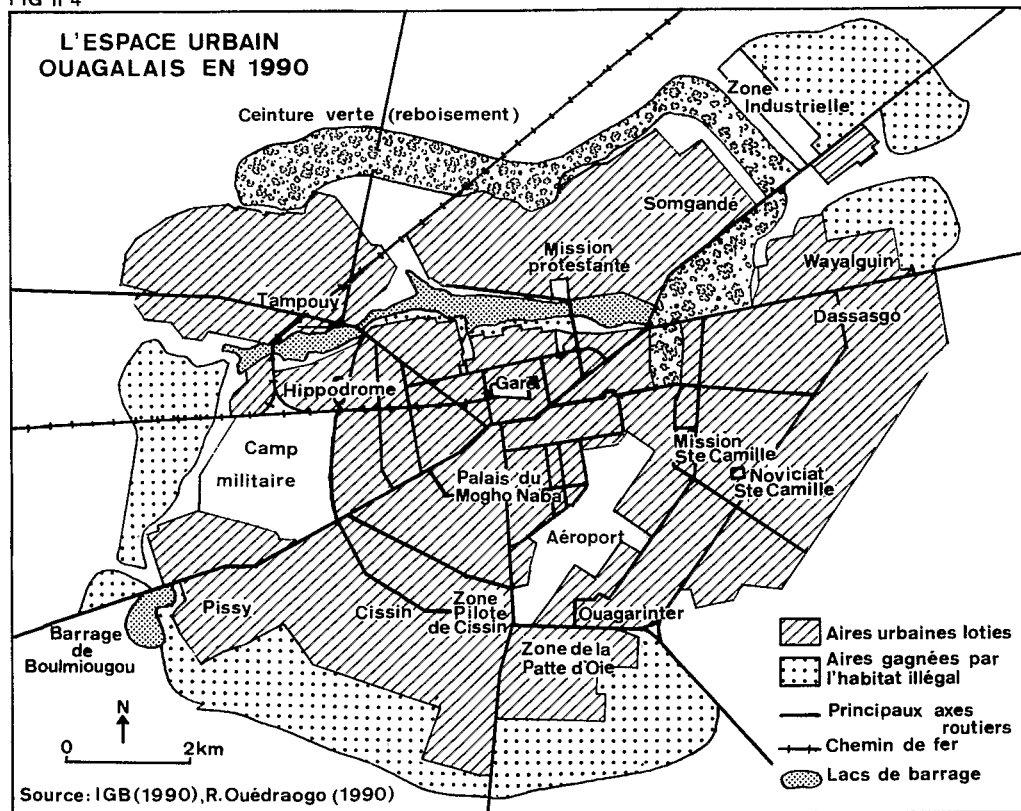 FIG II 4
L'ESPACE URBAIN
OUAGALAIS EN 1990
Ceinture verte (reboisement)
Zone
Industrielle
Somgandé
Mission
protestante
Wayalguin
Tampouy
Dassasgo
Hippodrome
Gare
Camp
militaire
Mission
Ste Camille
Noviciat
Ste Camille
Palais du
Mogho Naba
Aéroport
Pissy
Cissin
Zone
Pilote
de Cissin
Ouagarinter
Barrage
de
Boulmiougou
Zone de la
Patte d'Oie
Aires urbaines loties
Aires gagnées par
l'habitat illégal
Principaux axes
routiers
Chemin de fer
Lacs de barrage
N
0 2km
Source: IGB(1990), R.Ouédraogo (1990)